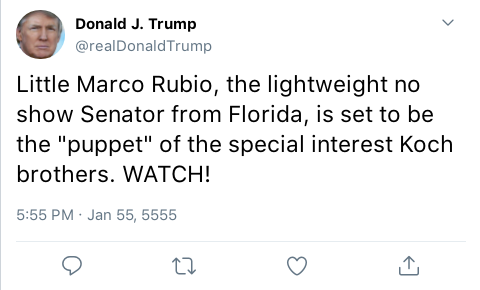 Donald J. Trump
@realDonaldTrump
Little Marco Rubio, the lightweight no
show Senator from Florida, is set to be
the "puppet" of the special interest Koch
brothers. WATCH!
5:55 PM · Jan 55, 5555